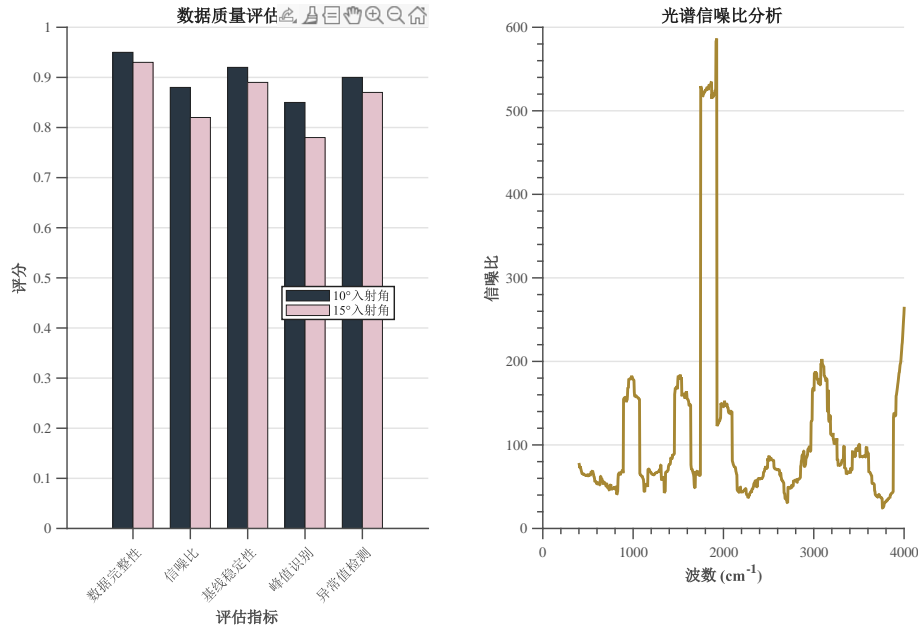 数据质量评估
1
0.9
0.8
0.7
0.6
0.5
0.4
0.3
0.2
0.1
0
评分
10°入射角
15°入射角
数据完整性
信噪比
基线稳定性
峰值识别
异常值检测
评估指标
光谱信噪比分析
600
500
400
300
200
100
0
信噪比
0 1000 2000 3000 4000
波数 (cm-1)